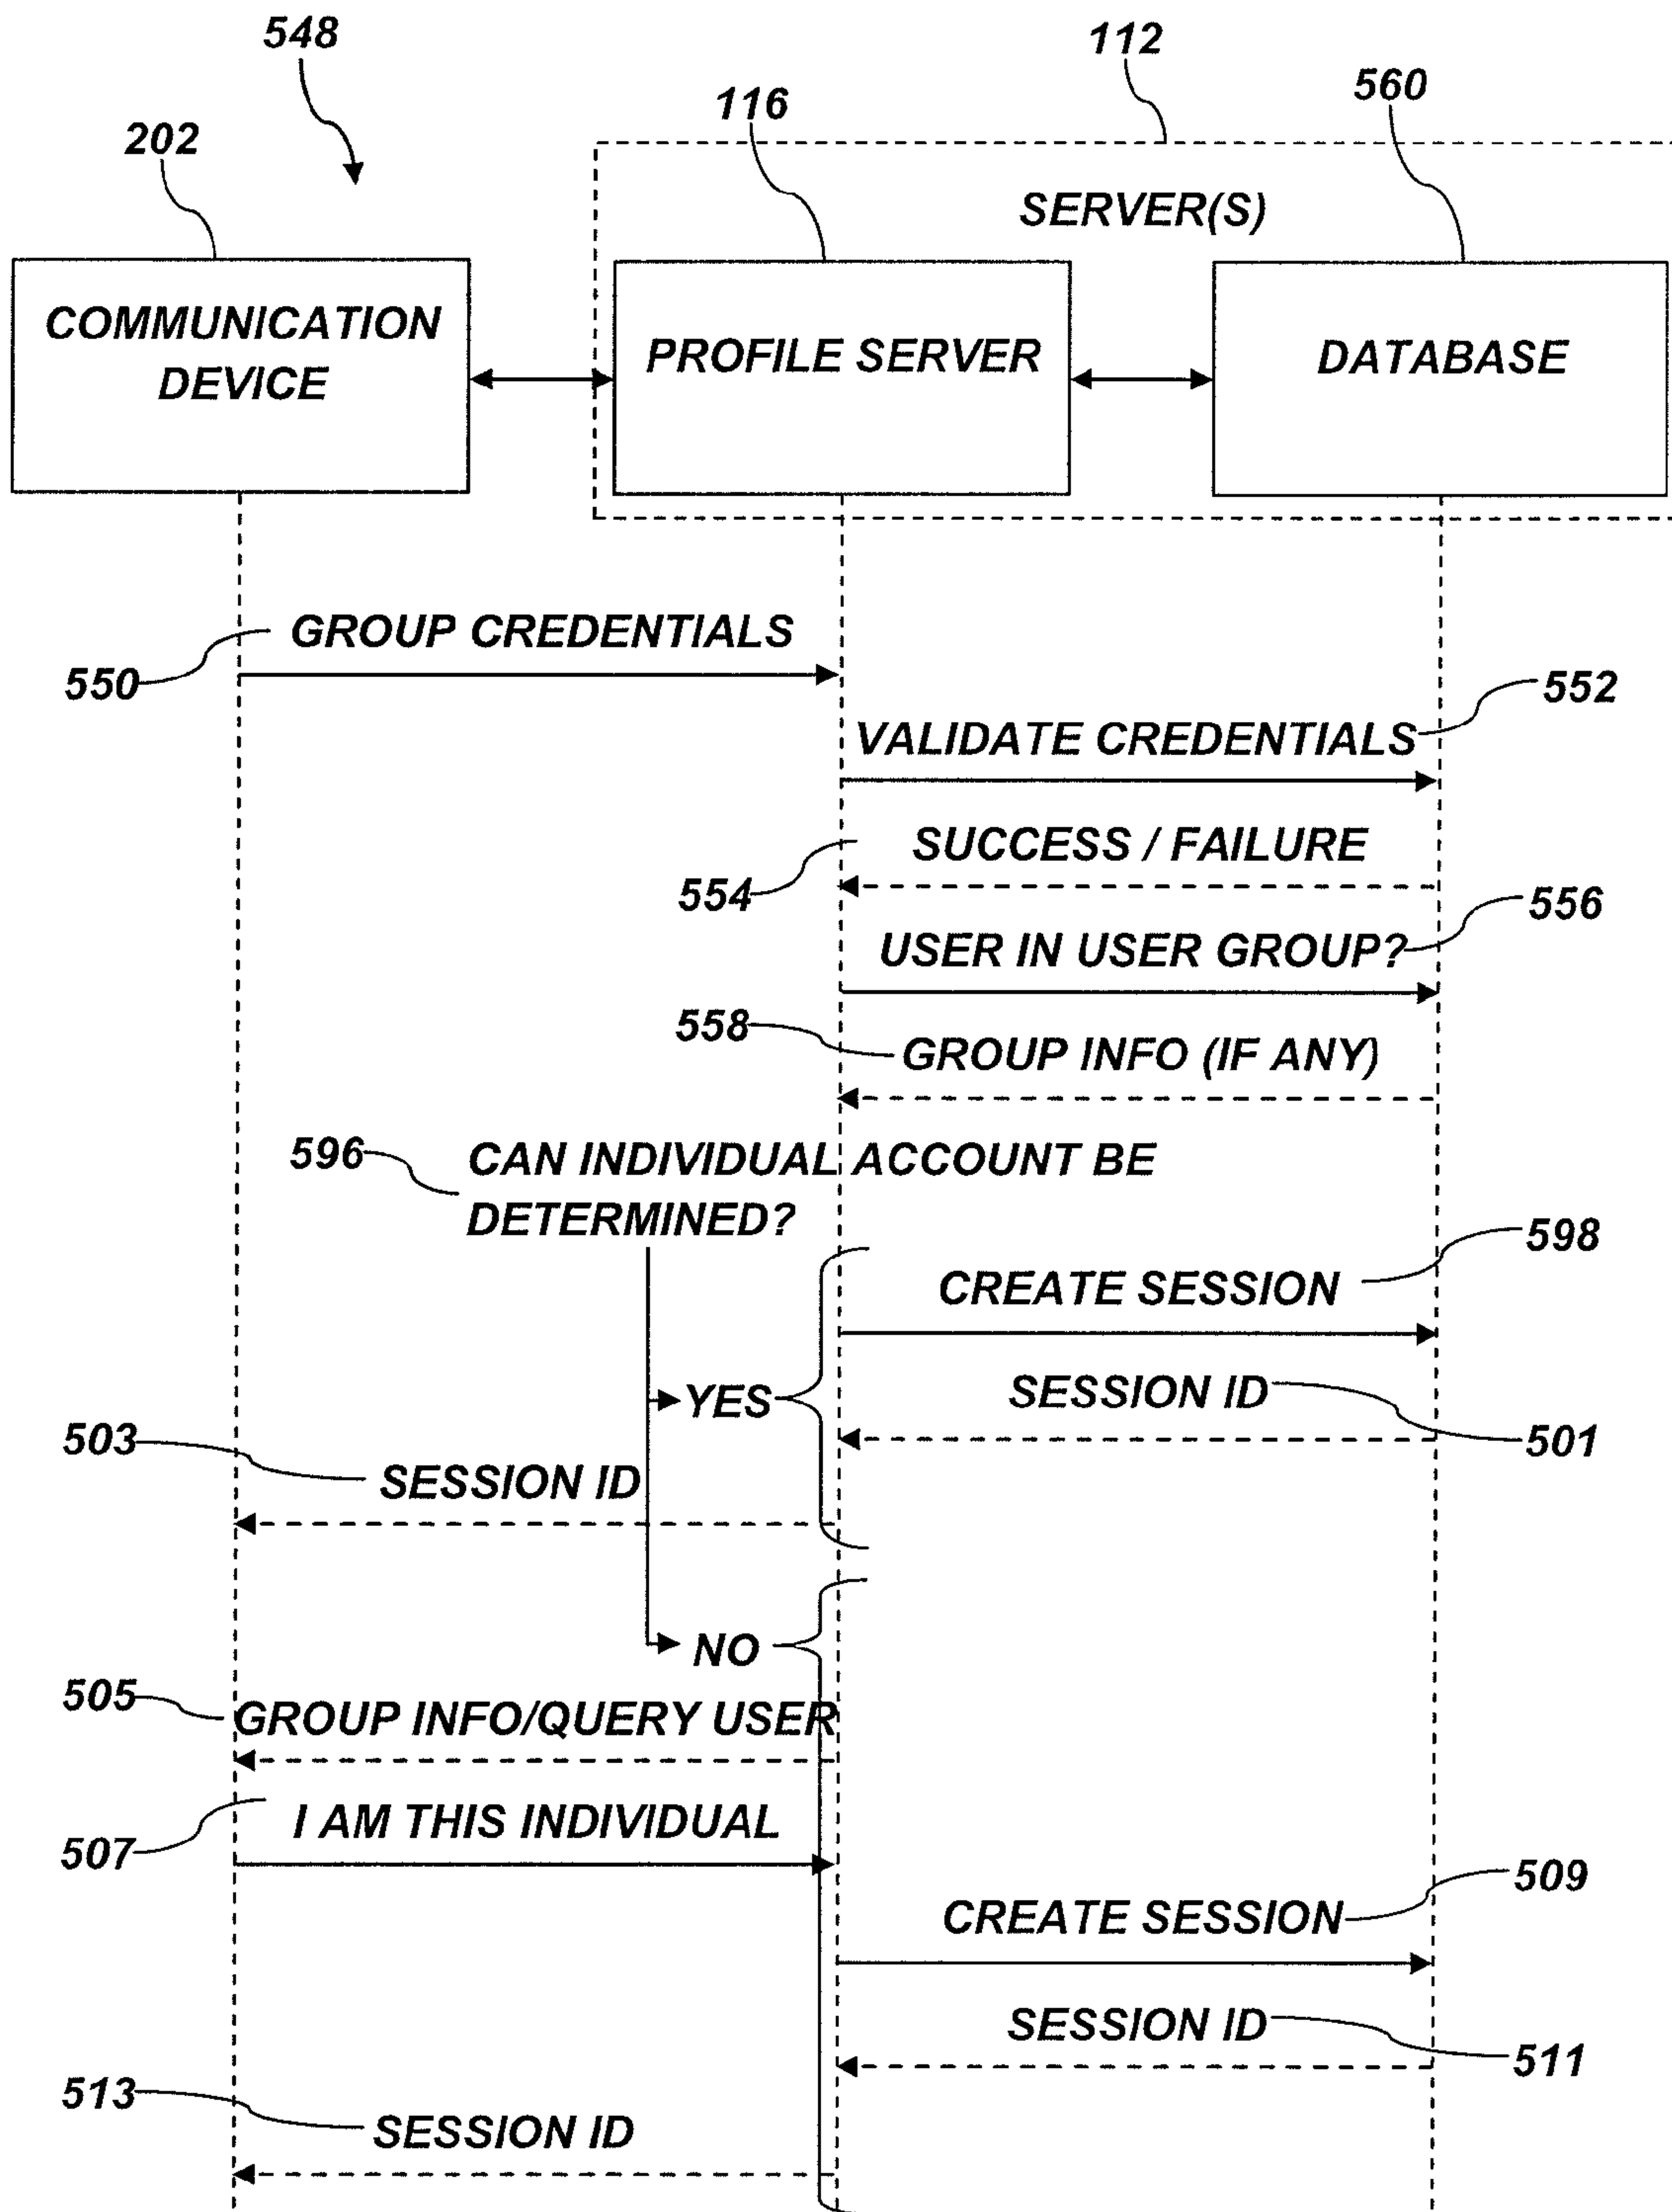 548
112
116
560
202
SERVER(S)
COMMUNICATION
DEVICE
PROFILE SERVER
DATABASE
GROUP CREDENTIALS
550
552
VALIDATE CREDENTIALS
SUCCESS / FAILURE
554
556
USER IN USER GROUP?
558
GROUP INFO (IF ANY)
596
CAN INDIVIDUAL ACCOUNT BE
DETERMINED?
598
CREATE SESSION
YES
SESSION ID
503
501
SESSION ID
NO
505
GROUP INFO/QUERY USER
I AM THIS INDIVIDUAL
507
509
CREATE SESSION
SESSION ID
511
513
SESSION ID